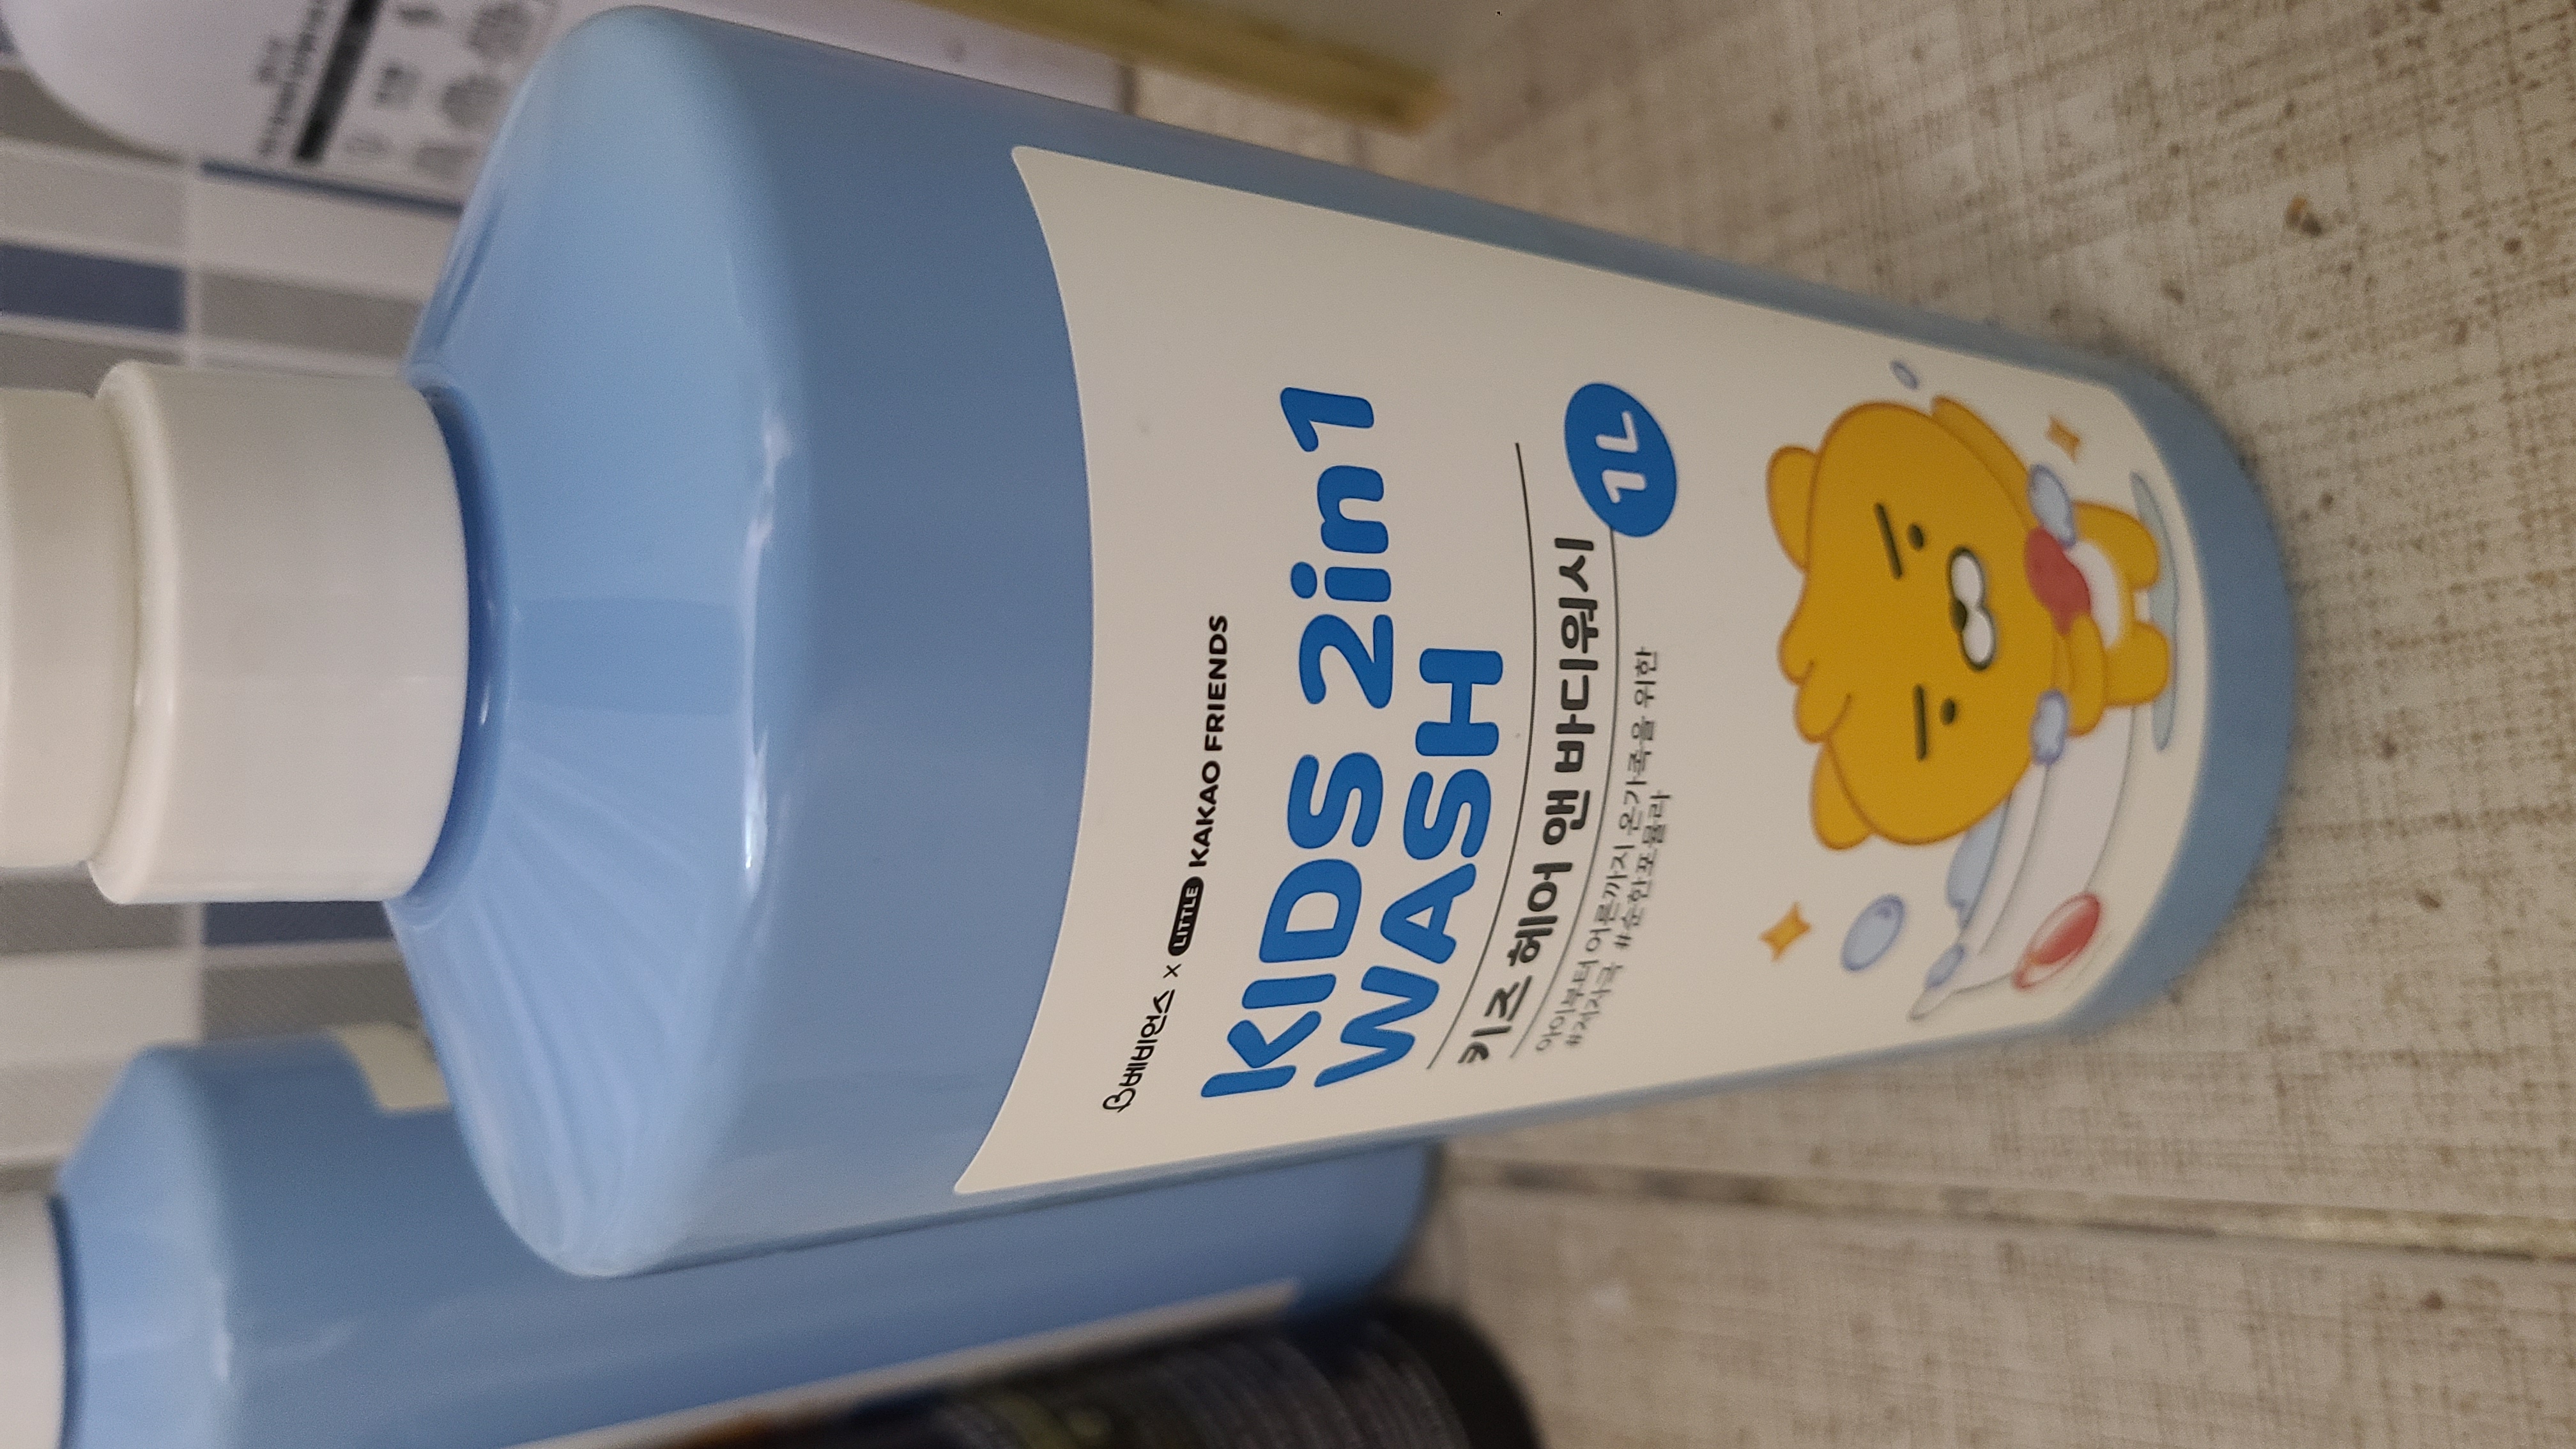 베비언스 x LITTLE KAKAO FRIENDS
KIDS 2in1
WASH
키즈 헤어 앤 바디워시
1L
아이부터 어른까지 온가족을 위한
#저자극 #순한포뮬라